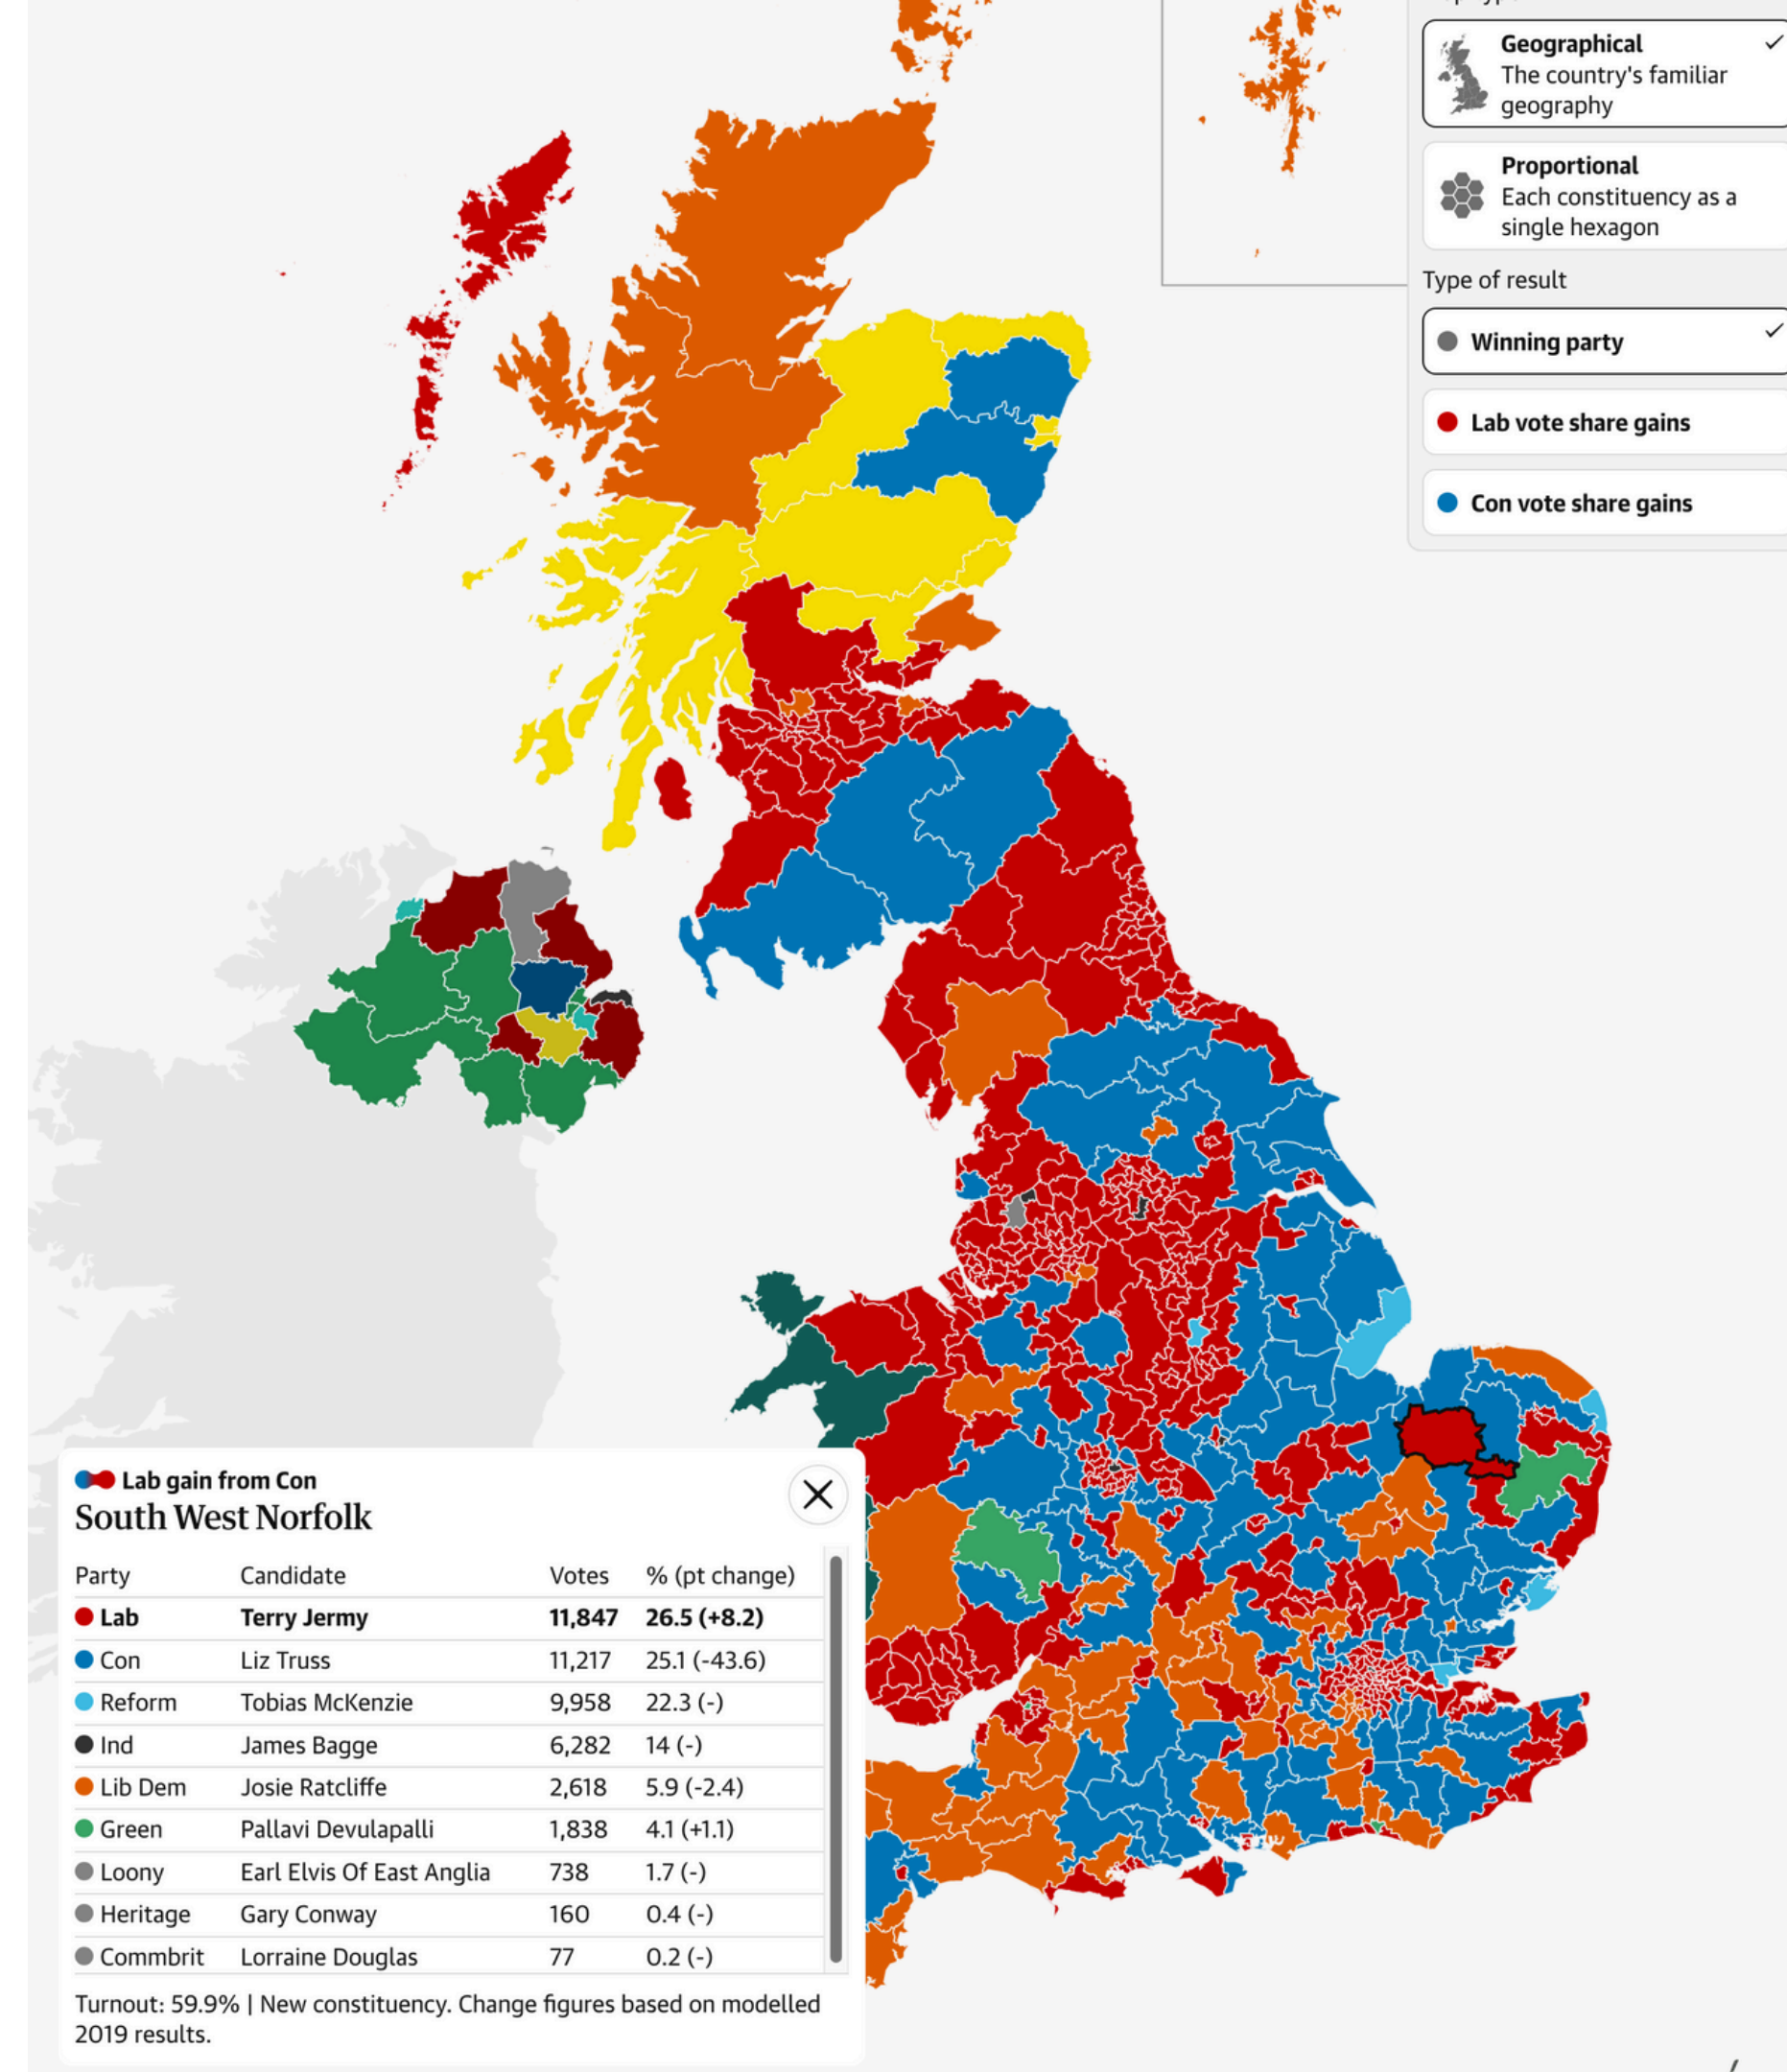 Geographical
The country's familiar
geography
Proportional
Each constituency as a
single hexagon
Type of result
Winning party
Lab vote share gains
Con vote share gains
Lab gain from Con
South West Norfolk
Party Candidate Votes % (pt change)
Lab Terry Jermy 11,847 26.5 (+8.2)
Con Liz Truss 11,217 25.1 (-43.6)
Reform Tobias McKenzie 9,958 22.3 (-)
Ind James Bagge 6,282 14 (-)
Lib Dem Josie Ratcliffe 2,618 5.9 (-2.4)
Green Pallavi Devulapalli 1,838 4.1 (+1.1)
Loony Earl Elvis Of East Anglia 738 1.7 (-)
Heritage Gary Conway 160 0.4 (-)
Commbrit Lorraine Douglas 77 0.2 (-)
Turnout: 59.9% | New constituency. Change figures based on modelled
2019 results.